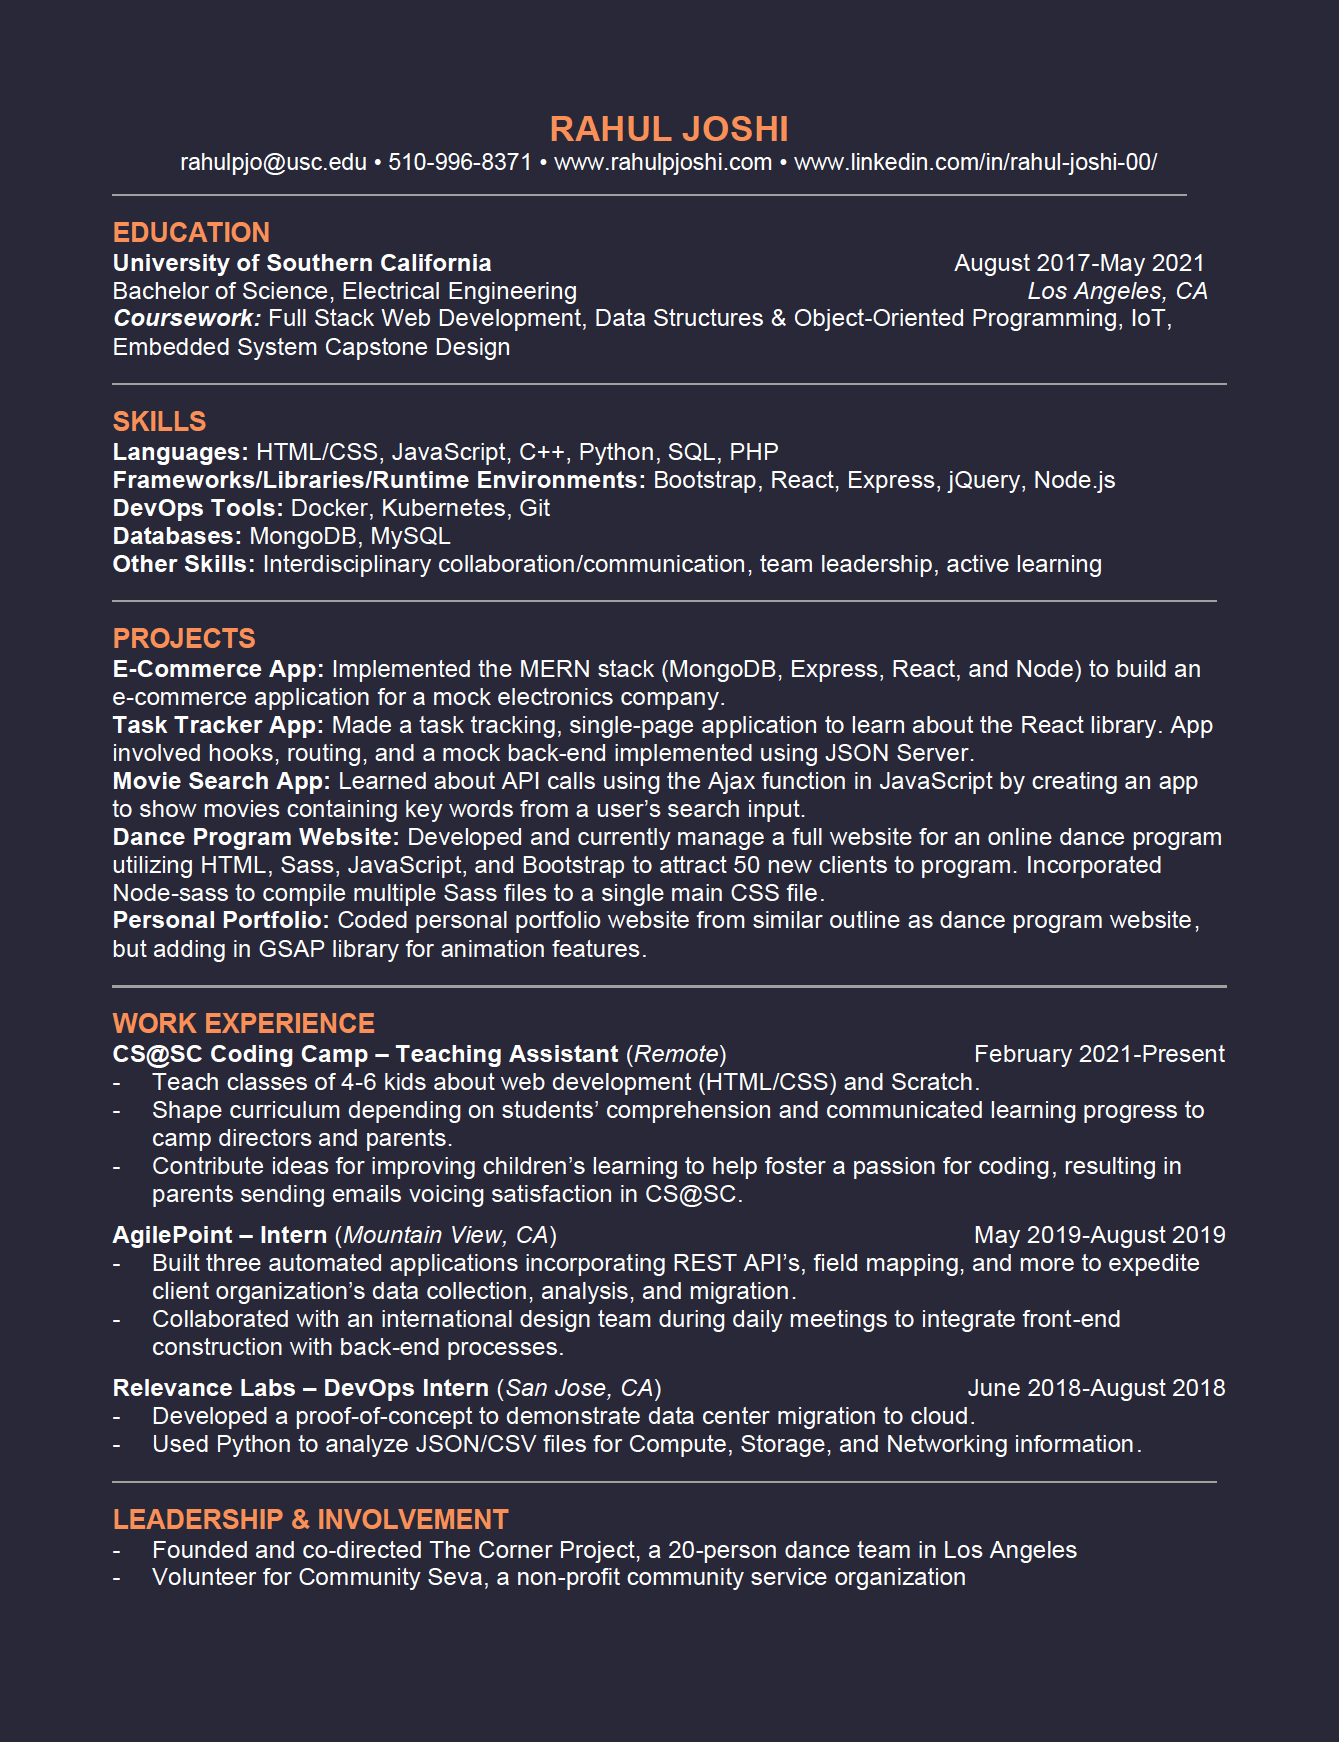 RAHUL JOSHI
rahulpjo@usc.edu • 510-996-8371 • www.rahulpjoshi.com • www.linkedin.com/in/rahul-joshi-00/
EDUCATION
University of Southern California August 2017-May 2021
Bachelor of Science, Electrical Engineering Los Angeles, CA
Coursework: Full Stack Web Development, Data Structures & Object-Oriented Programming, IoT,
Embedded System Capstone Design
SKILLS
Languages: HTML/CSS, JavaScript, C++, Python, SQL, PHP
Frameworks/Libraries/Runtime Environments: Bootstrap, React, Express, jQuery, Node.js
DevOps Tools: Docker, Kubernetes, Git
Databases: MongoDB, MySQL
Other Skills: Interdisciplinary collaboration/communication, team leadership, active learning
PROJECTS
E-Commerce App: Implemented the MERN stack (MongoDB, Express, React, and Node) to build an
e-commerce application for a mock electronics company.
Task Tracker App: Made a task tracking, single-page application to learn about the React library. App
involved hooks, routing, and a mock back-end implemented using JSON Server.
Movie Search App: Learned about API calls using the Ajax function in JavaScript by creating an app
to show movies containing key words from a user’s search input.
Dance Program Website: Developed and currently manage a full website for an online dance program
utilizing HTML, Sass, JavaScript, and Bootstrap to attract 50 new clients to program. Incorporated
Node-sass to compile multiple Sass files to a single main CSS file.
Personal Portfolio: Coded personal portfolio website from similar outline as dance program website,
but adding in GSAP library for animation features.
WORK EXPERIENCE
CS@SC Coding Camp – Teaching Assistant (Remote) February 2021-Present
- Teach classes of 4-6 kids about web development (HTML/CSS) and Scratch.
- Shape curriculum depending on students’ comprehension and communicated learning progress to
camp directors and parents.
- Contribute ideas for improving children’s learning to help foster a passion for coding, resulting in
parents sending emails voicing satisfaction in CS@SC.
AgilePoint – Intern (Mountain View, CA) May 2019-August 2019
- Built three automated applications incorporating REST API’s, field mapping, and more to expedite
client organization’s data collection, analysis, and migration.
- Collaborated with an international design team during daily meetings to integrate front-end
construction with back-end processes.
Relevance Labs – DevOps Intern (San Jose, CA) June 2018-August 2018
- Developed a proof-of-concept to demonstrate data center migration to cloud.
- Used Python to analyze JSON/CSV files for Compute, Storage, and Networking information.
LEADERSHIP & INVOLVEMENT
- Founded and co-directed The Corner Project, a 20-person dance team in Los Angeles
- Volunteer for Community Seva, a non-profit community service organization